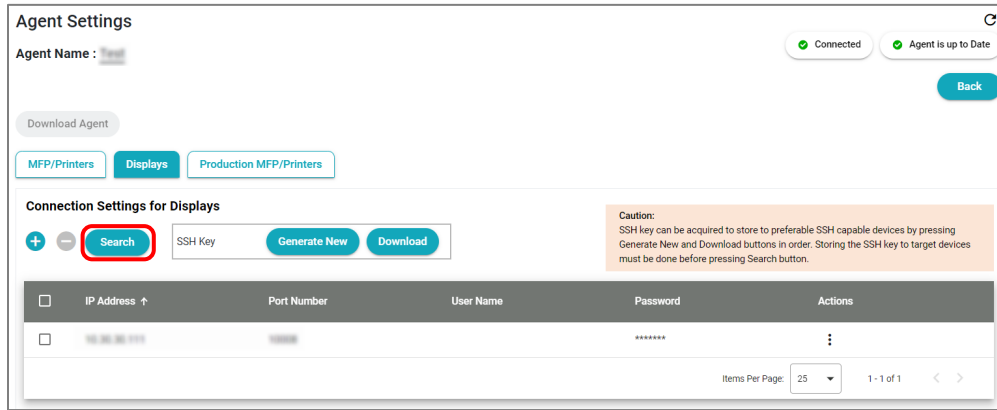 Agent Settings
Connected
Agent is up to Date
Agent Name :
Back
Download Agent
MFP/Printers
Displays
Production MFP/Printers
Connection Settings for Displays
Search
SSH Key
Generate New
Download
Caution:
SSH key can be acquired to store to preferable SSH capable devices by pressing
Generate New and Download buttons in order. Storing the SSH key to target devices
must be done before pressing Search button.
IP Address ↑ Port Number User Name Password Actions
*******
Items Per Page: 25 1 - 1 of 1